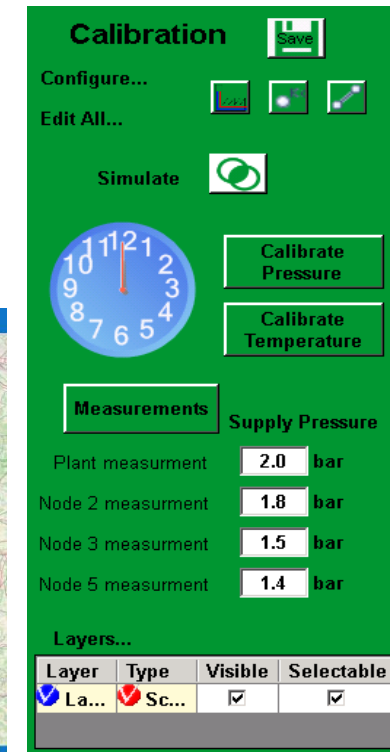 Calibration
Save
Configure...
Edit All...
Simulate
12
1
2
3
4
5
6
7
8
9
10
11
Calibrate
Pressure
Calibrate
Temperature
Measurements
Supply Pressure
Plant measurment 2.0 bar
Node 2 measurment 1.8 bar
Node 3 measurment 1.5 bar
Node 5 measurment 1.4 bar
Layers...
Layer Type Visible Selectable
La... Sc...